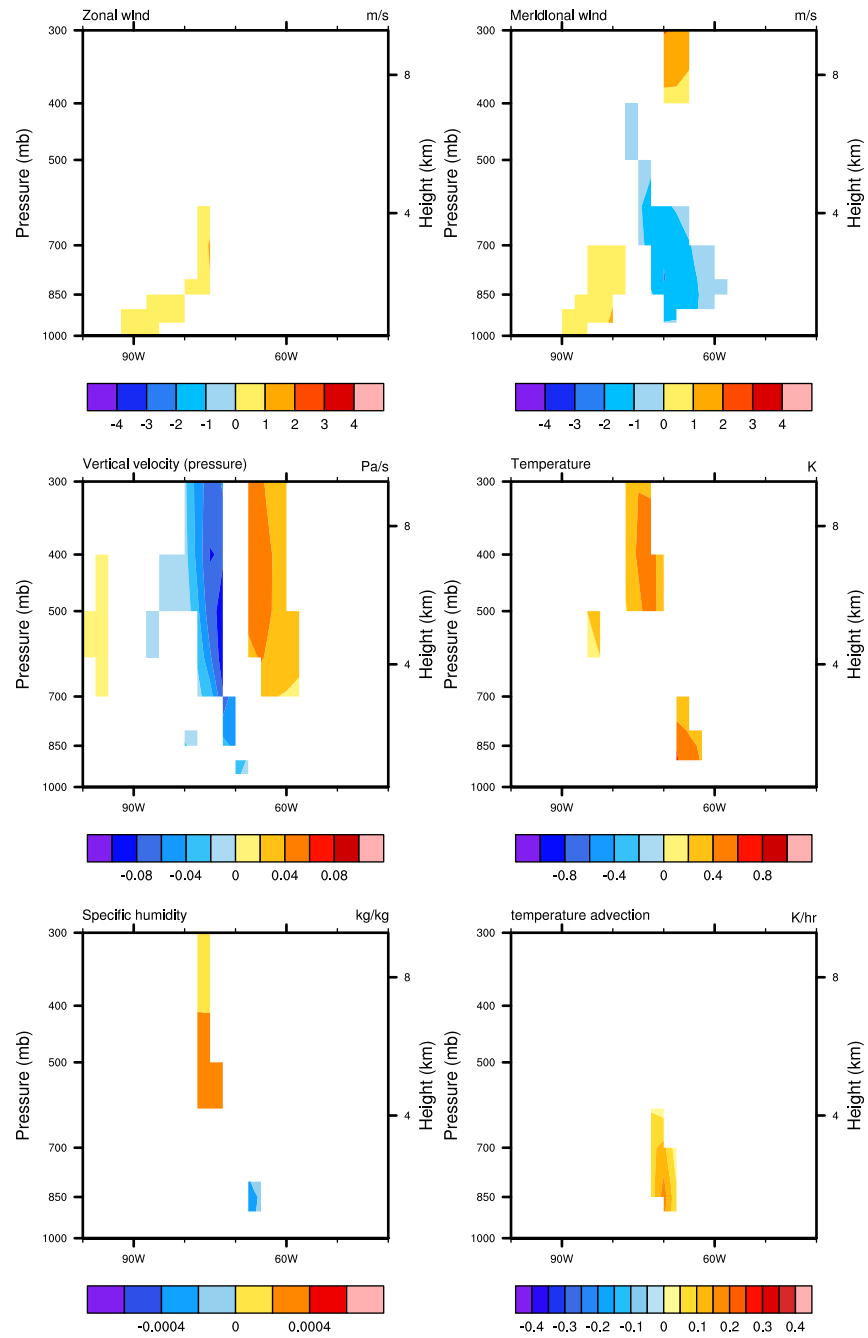 Zonal wind m/s
Meridional wind m/s
300
400
500
700
850
1000
Pressure (mb)
8
4
Height (km)
90W 60W
-4 -3 -2 -1 0 1 2 3 4
300
400
500
700
850
1000
Pressure (mb)
8
4
Height (km)
90W 60W
-4 -3 -2 -1 0 1 2 3 4
Vertical velocity (pressure) Pa/s
Temperature K
300
400
500
700
850
1000
Pressure (mb)
8
4
Height (km)
90W 60W
-0.08 -0.04 0 0.04 0.08
300
400
500
700
850
1000
Pressure (mb)
8
4
Height (km)
90W 60W
-0.8 -0.4 0 0.4 0.8
Specific humidity kg/kg
temperature advection K/hr
300
400
500
700
850
1000
Pressure (mb)
8
4
Height (km)
90W 60W
-0.0004 0 0.0004
300
400
500
700
850
1000
Pressure (mb)
8
4
Height (km)
90W 60W
-0.4 -0.3 -0.2 -0.1 0 0.1 0.2 0.3 0.4